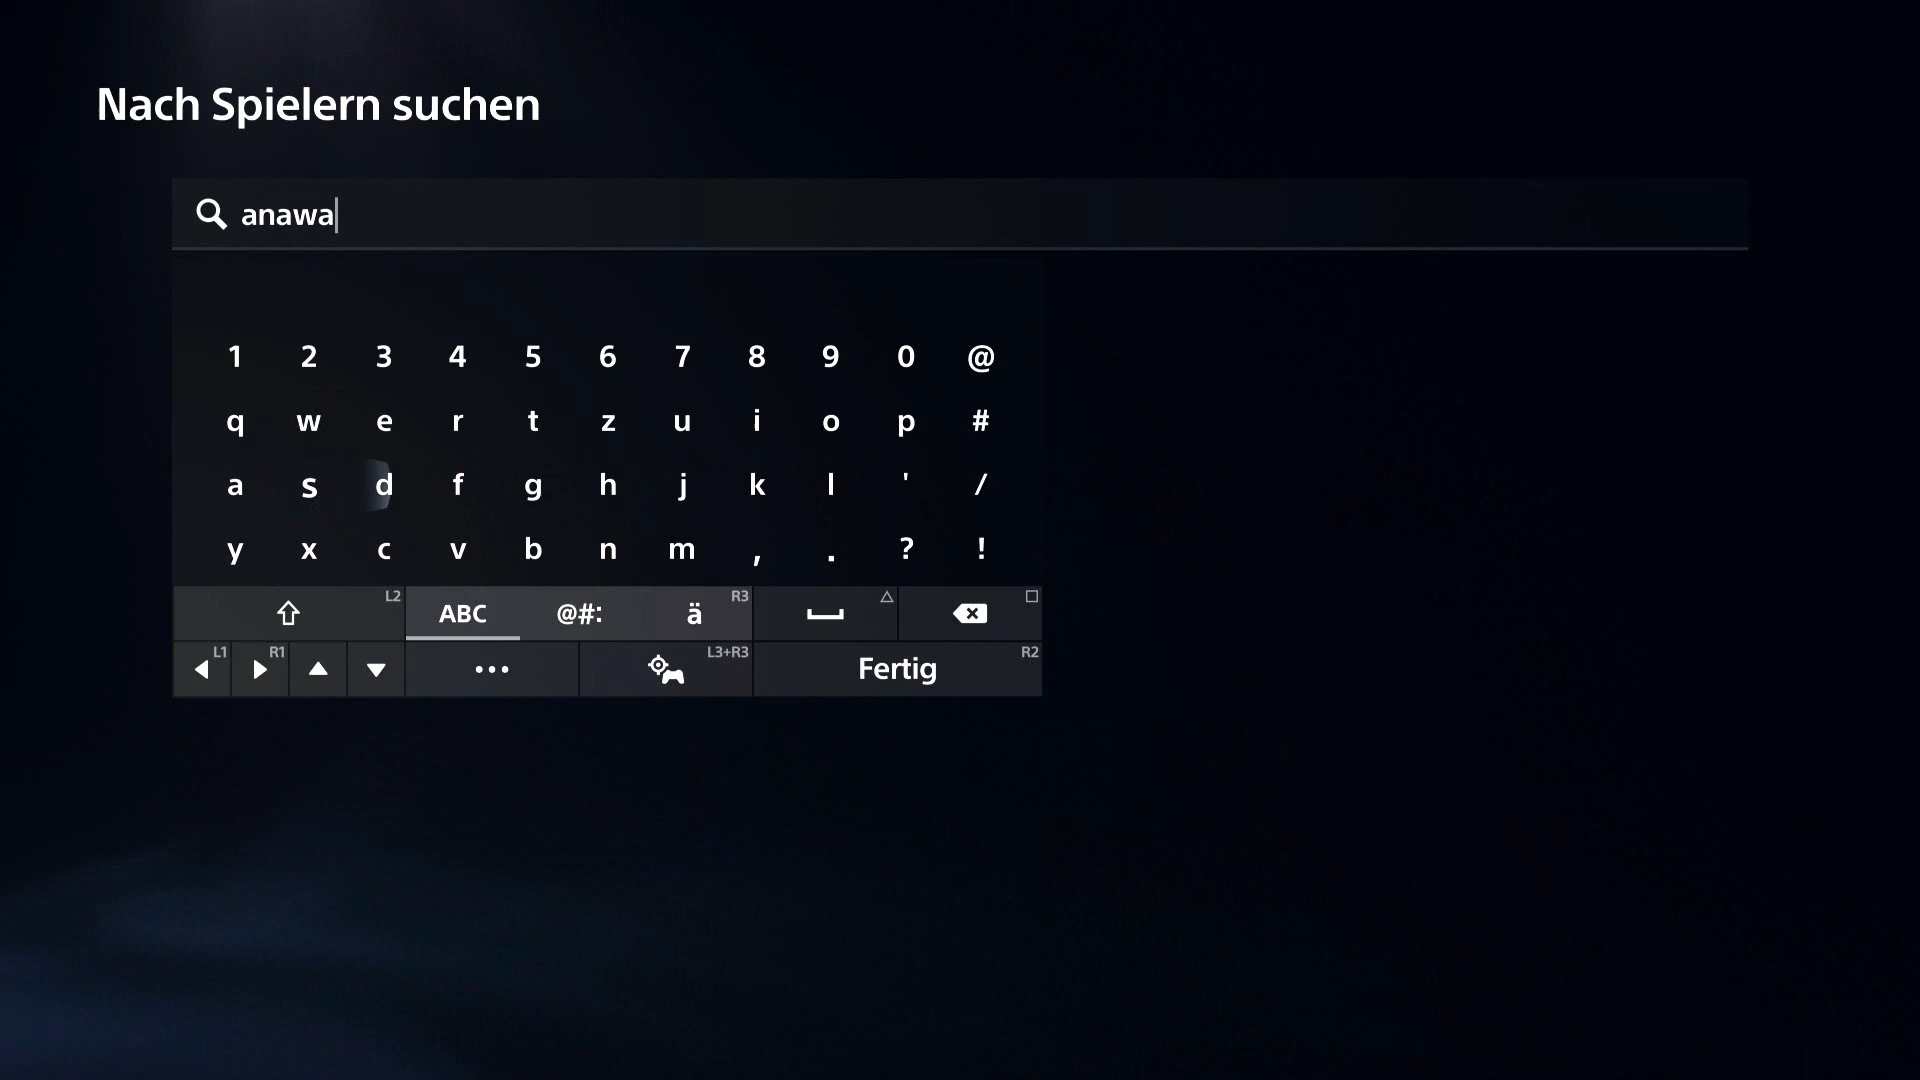 Nach Spielern suchen
anawa
1 2 3 4 5 6 7 8 9 0 @
q w e r t z u i o p #
a s d f g h j k l ' /
y x c v b n m , . ? !
L2 ABC @#: ä R3
L1 R1 ... L3+R3 Fertig R2